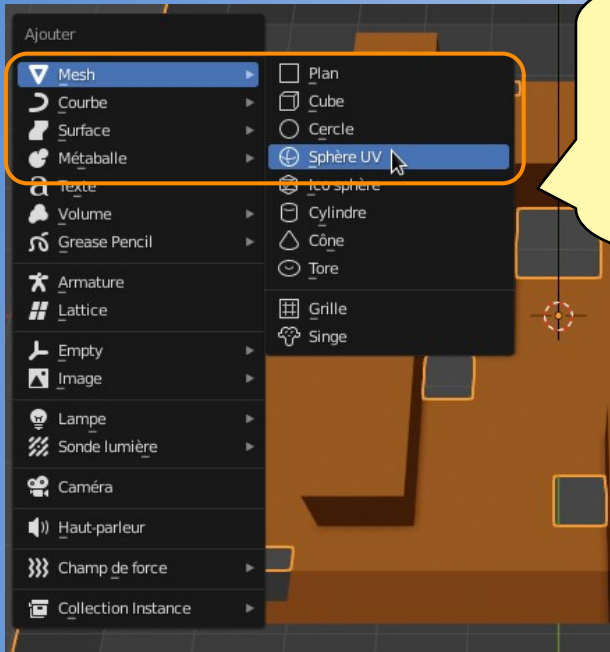 Ajouter
Mesh
Courbe
Surface
Métaballe
Texte
Volume
Grease Pencil
Armature
Lattice
Empty
Image
Lampe
Sonde lumière
Caméra
Haut-parleur
Champ de force
Collection Instance
Plan
Cube
Cercle
Sphère UV
Ico sphère
Cylindre
Cône
Tore
Grille
Singe